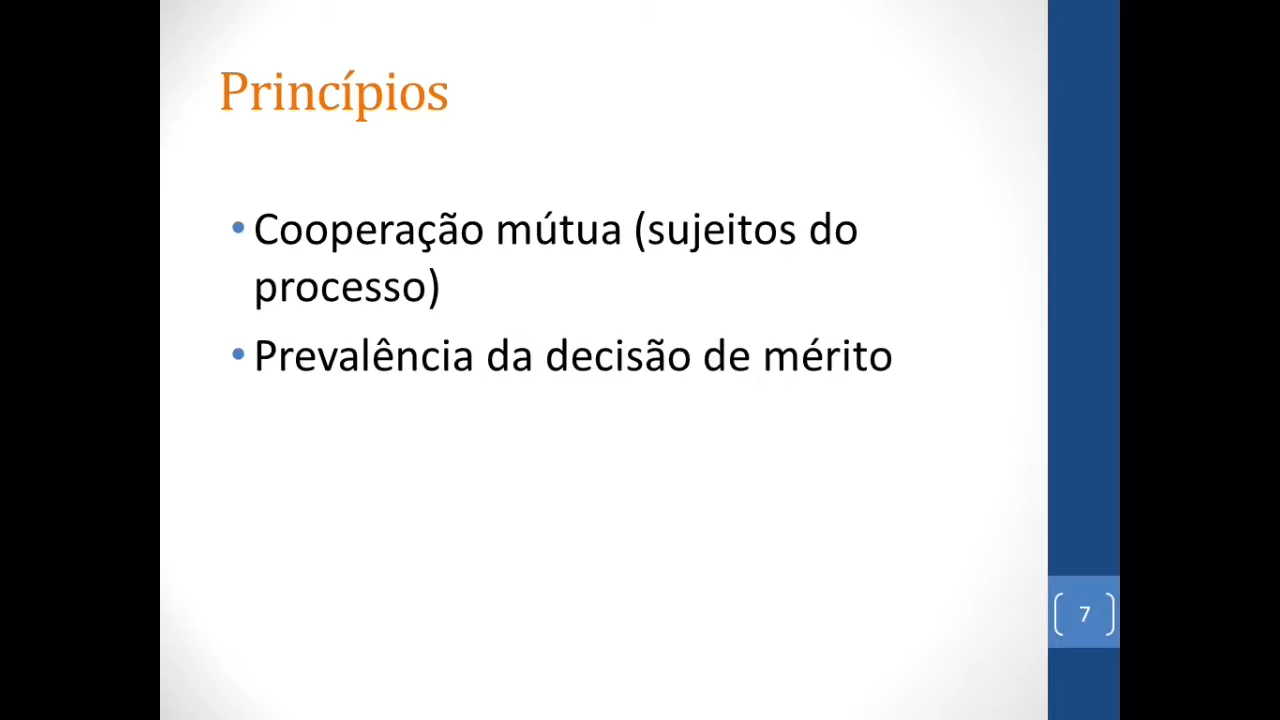 Princípios
• Cooperação mútua (sujeitos do
processo)
• Prevalência da decisão de mérito
7